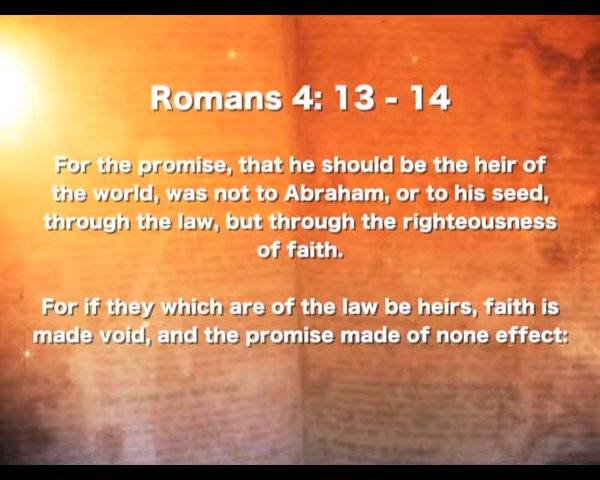 Romans 4: 13 - 14
For the promise, that he should be the heir of
the world, was not to Abraham, or to his seed,
through the law, but through the righteousness
of faith.
For if they which are of the law be heirs, faith is
made void, and the promise made of none effect: